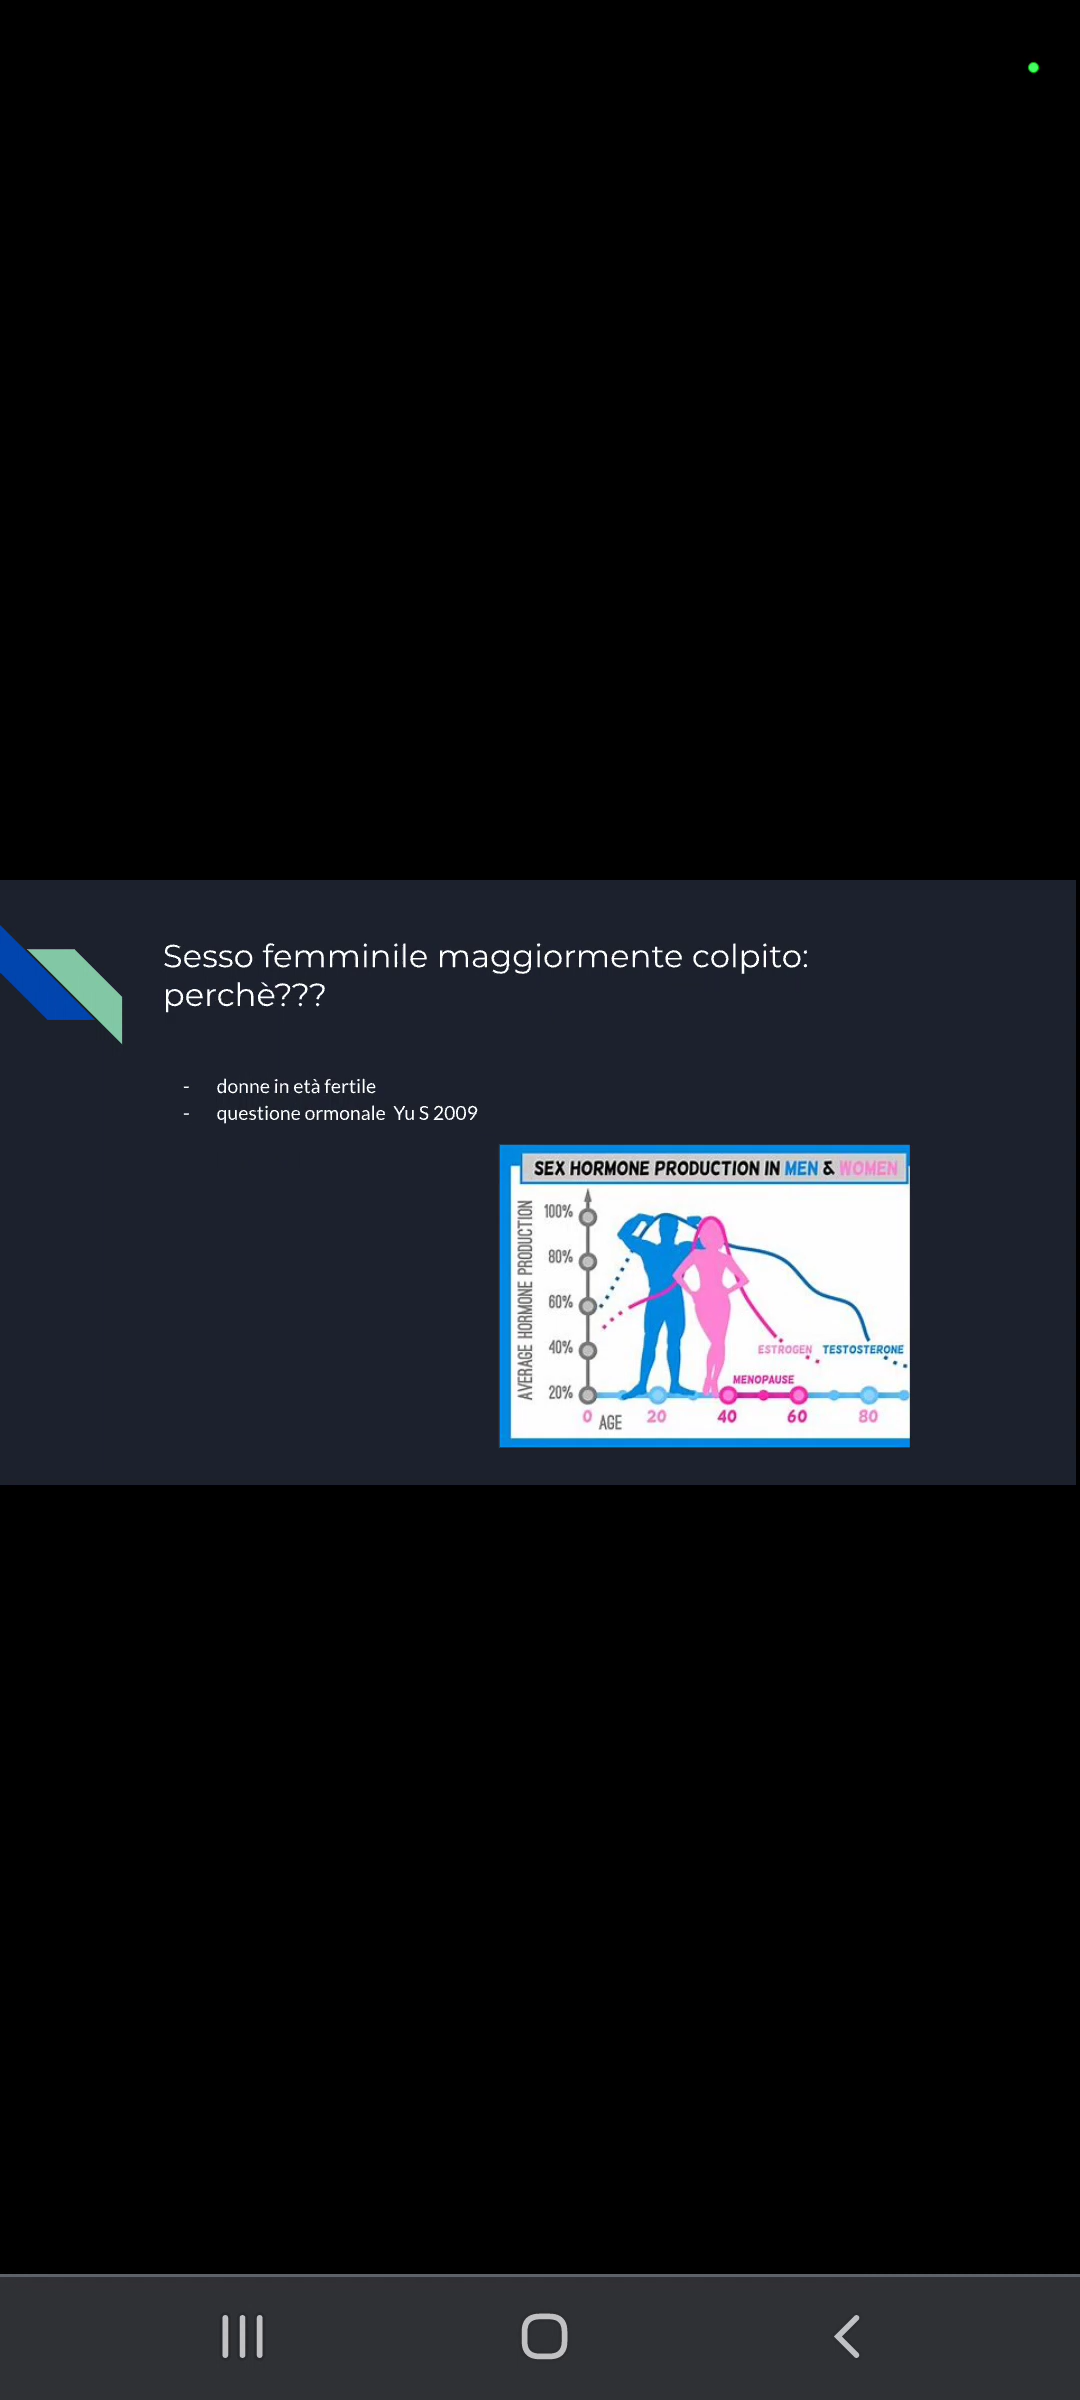 Sesso femminile maggiormente colpito:
perchè???
- donne in età fertile
- questione ormonale Yu S 2009
SEX HORMONE PRODUCTION IN MEN & WOMEN
AVERAGE HORMONE PRODUCTION
100%
80%
60%
40%
20%
ESTROGEN TESTOSTERONE
MENOPAUSE
0 AGE 20 40 60 80